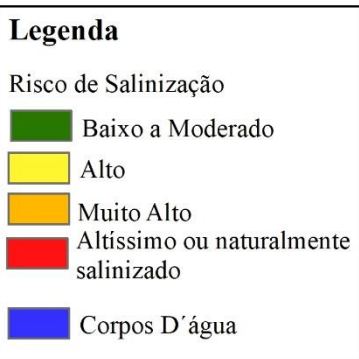 Legenda
Risco de Salinização
Baixo a Moderado
Alto
Muito Alto
Altíssimo ou naturalmente
salinizado
Corpos D´água